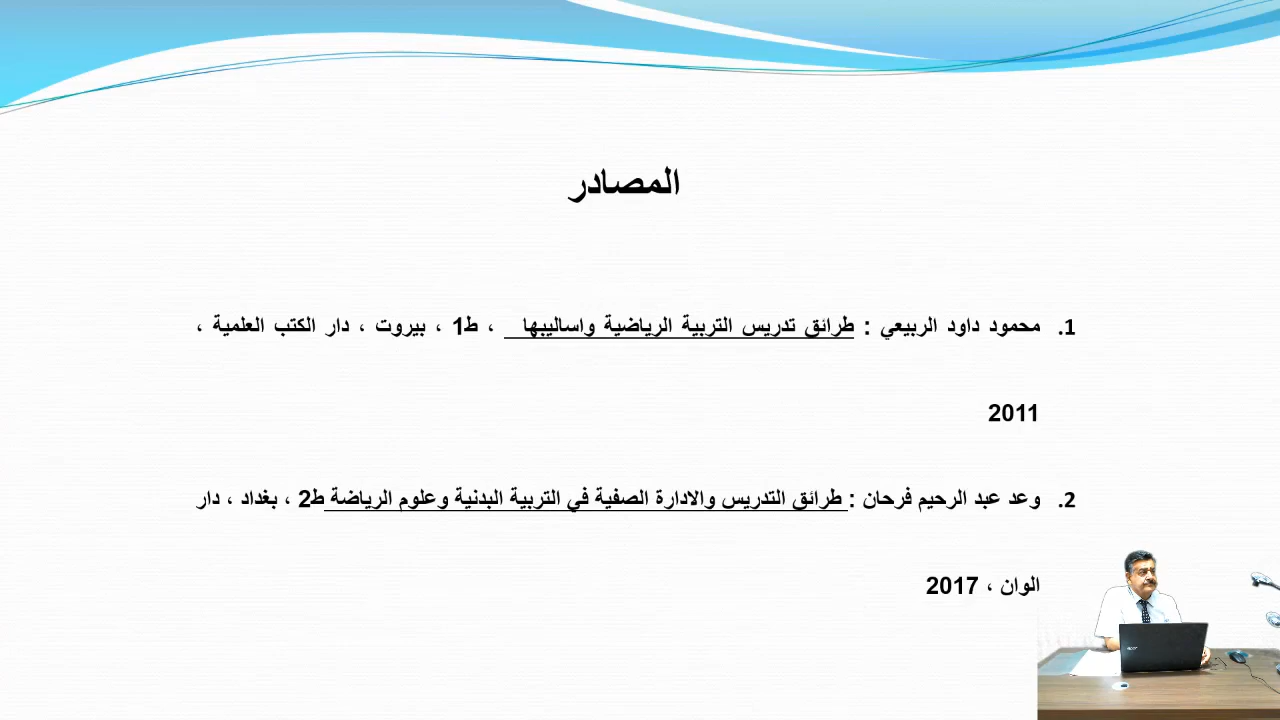 المصادر
1. محمود داود الربيعي : طرائق تدريس التربية الرياضية واساليبها ، ط1 ، بيروت ، دار الكتب العلمية ،
2011
2. وعد عبد الرحيم فرحان : طرائق التدريس والادارة الصفية في التربية البدنية وعلوم الرياضة ط2 ، بغداد ، دار
الوان ، 2017
acer